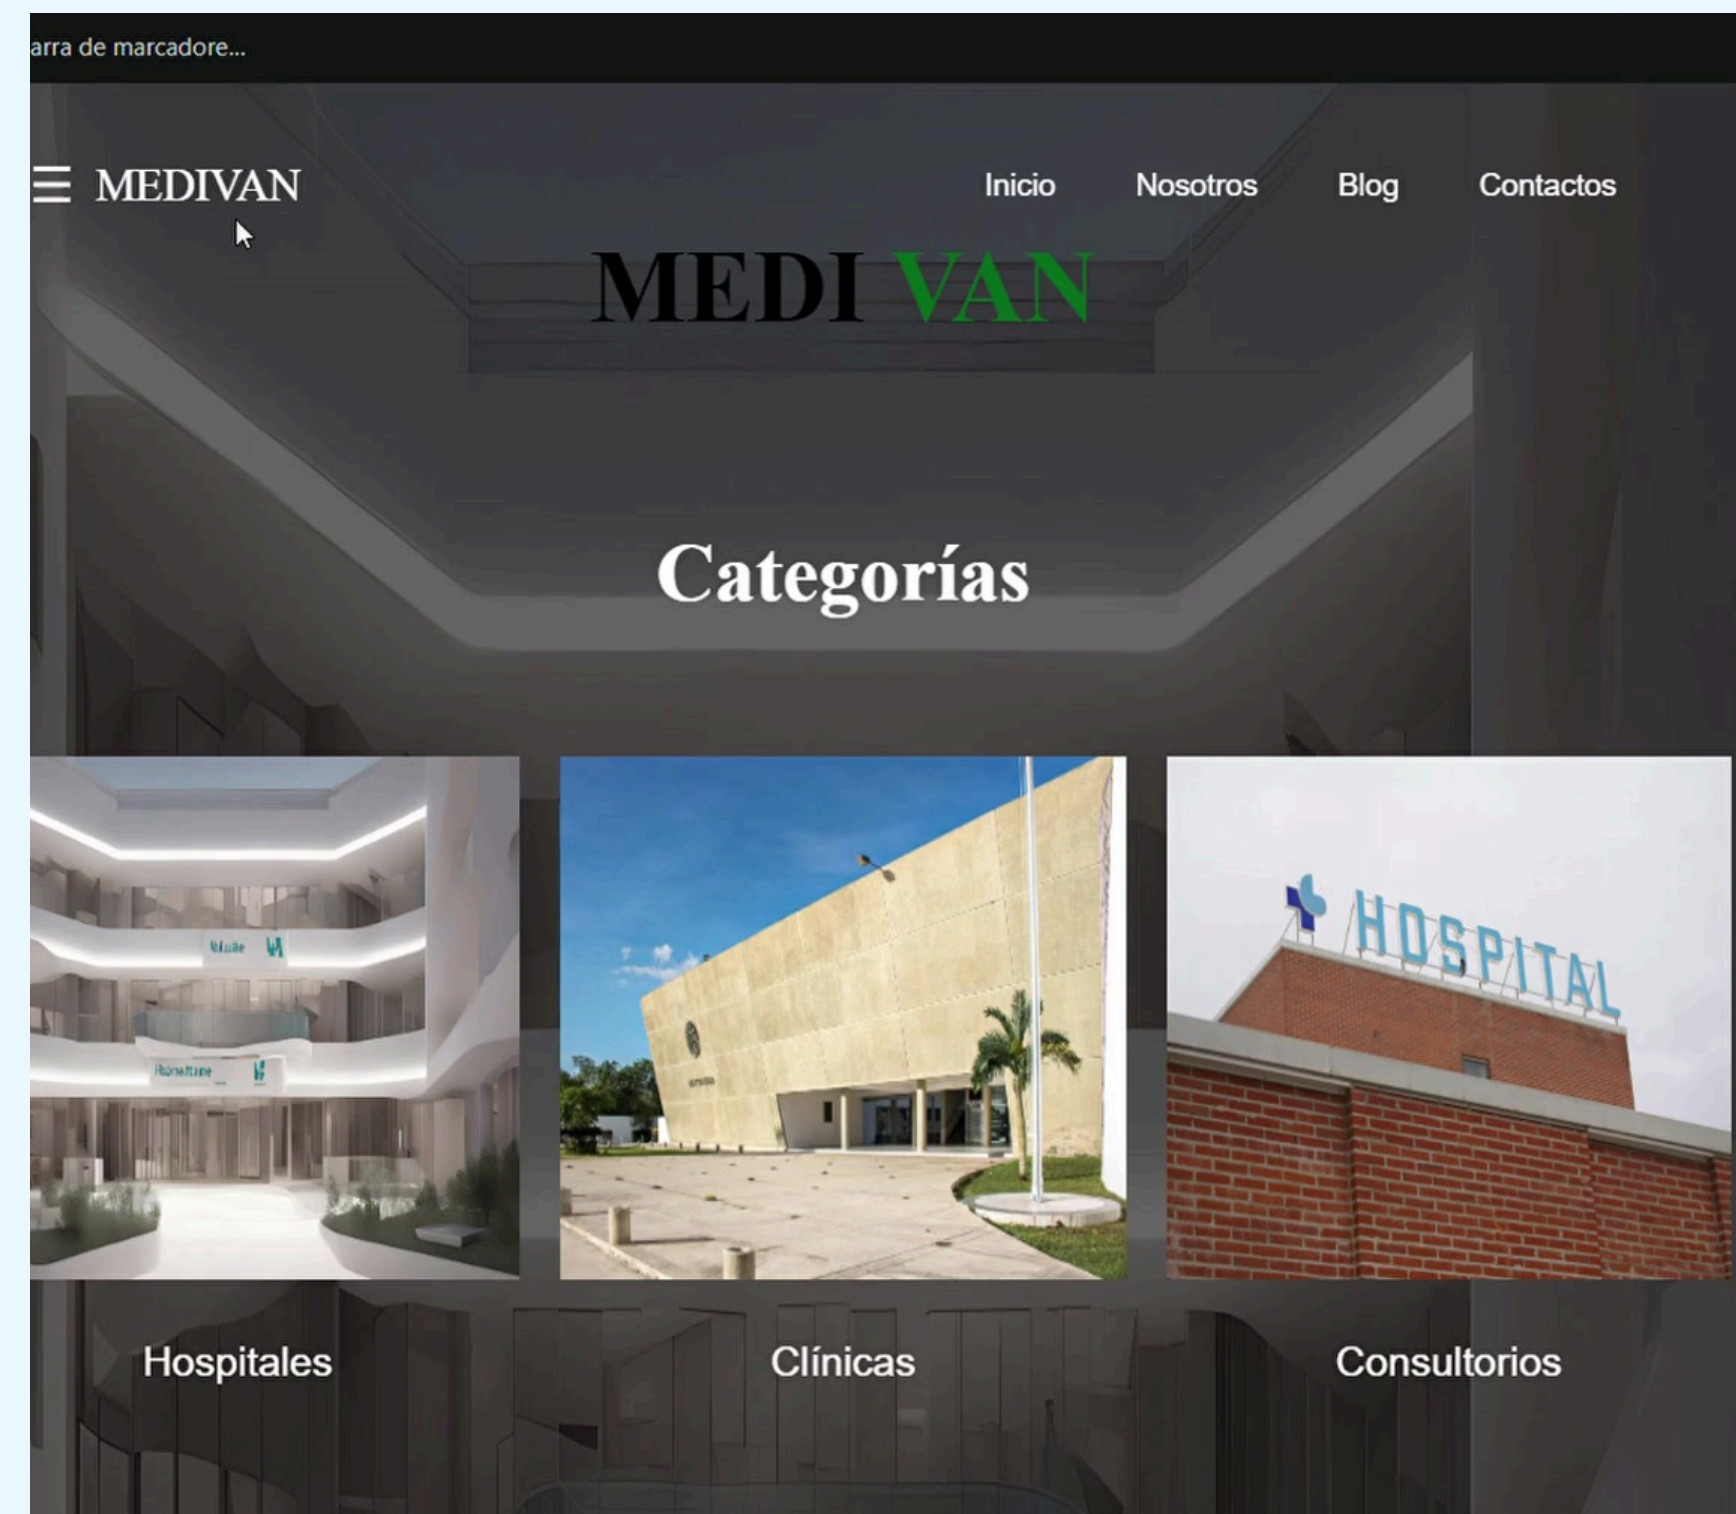 arra de marcadore...
MEDIVAN
Inicio Nosotros Blog Contactos
MEDI VAN
Categorías
HOSPITAL
Hospitales Clínicas Consultorios